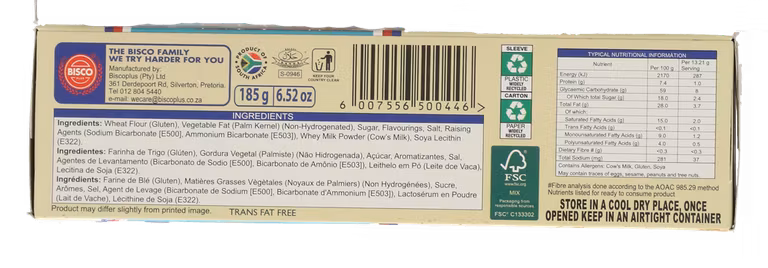 BISCO
THE BISCO FAMILY
WE TRY HARDER FOR YOU
Manufactured by:
Biscoplus (Pty) Ltd
361 Derdepoort Rd, Silverton, Pretoria.
Tel 012 804 5440
e-mail: wecare@biscoplus.co.za
PRODUCT OF
SOUTH AFRICA
S-0946
KEEP YOUR
COUNTRY CLEAN
185 g 6.52 oz
6 007556 500446 >
INGREDIENTS
Ingredients: Wheat Flour (Gluten), Vegetable Fat (Palm Kernel) (Non-Hydrogenated), Sugar, Flavourings, Salt, Raising
Agents (Sodium Bicarbonate [E500], Ammonium Bicarbonate [E503]), Whey Milk Powder (Cow's Milk), Soya Lecithin
(E322).
Ingredientes: Farinha de Trigo (Glúten), Gordura Vegetal (Palmiste) (Não Hidrogenada), Açúcar, Aromatizantes, Sal,
Agentes de Levantamento (Bicarbonato de Sodio [E500], Bicarbonato de Amónio [E503]), Leithelo em Pó (Leite doce Vaca),
Lecitina de Soja (E322).
Ingrédients: Farine de Blé (Gluten), Matières Grasses Végétales (Noyaux de Palmiers) (Non Hydrogénées), Sucre,
Arômes, Sel, Agent de Levage (Bicarbonate de Sodium [E500], Bicarbonate d'Ammonium [E503]), Lactosérum en Poudre
(Lait de Vache), Lécithine de Soja (E322).
Product may differ slightly from printed image. TRANS FAT FREE
SLEEVE
PLASTIC
WIDELY
RECYCLED
CARTON
PAPER
WIDELY
RECYCLED
FSC
www.fsc.org
MIX
Packaging from
responsible sources
FSC® C133302
TYPICAL NUTRITIONAL INFORMATION
Nutrient Per 100 g Per 13.21 g Serving
Energy (kJ) 2170 287
Protein (g) 7.4 1.0
Glycaemic Carbohydrate (g) 59 8
Of Which total Sugar (g) 18.0 2.4
Total Fat (g) 28.0 3.7
Of which:
Saturated Fatty Acids (g) 15.0 2.0
Trans Fatty Acids (g) <0.1 <0.1
Monounsaturated Fatty Acids (g) 9.0 1.2
Polyunsaturated Fatty Acids (g) 4.0 0.5
Dietary Fibre # (g) <0.3 <0.3
Total Sodium (mg) 281 37
Contains Allergens: Cow's Milk, Gluten, Soya
May contain traces of eggs, sesame, peanuts and tree nuts.
#Fibre analysis done according to the AOAC 985.29 method
Nutrients listed for ready to consume product
STORE IN A COOL DRY PLACE, ONCE
OPENED KEEP IN AN AIRTIGHT CONTAINER